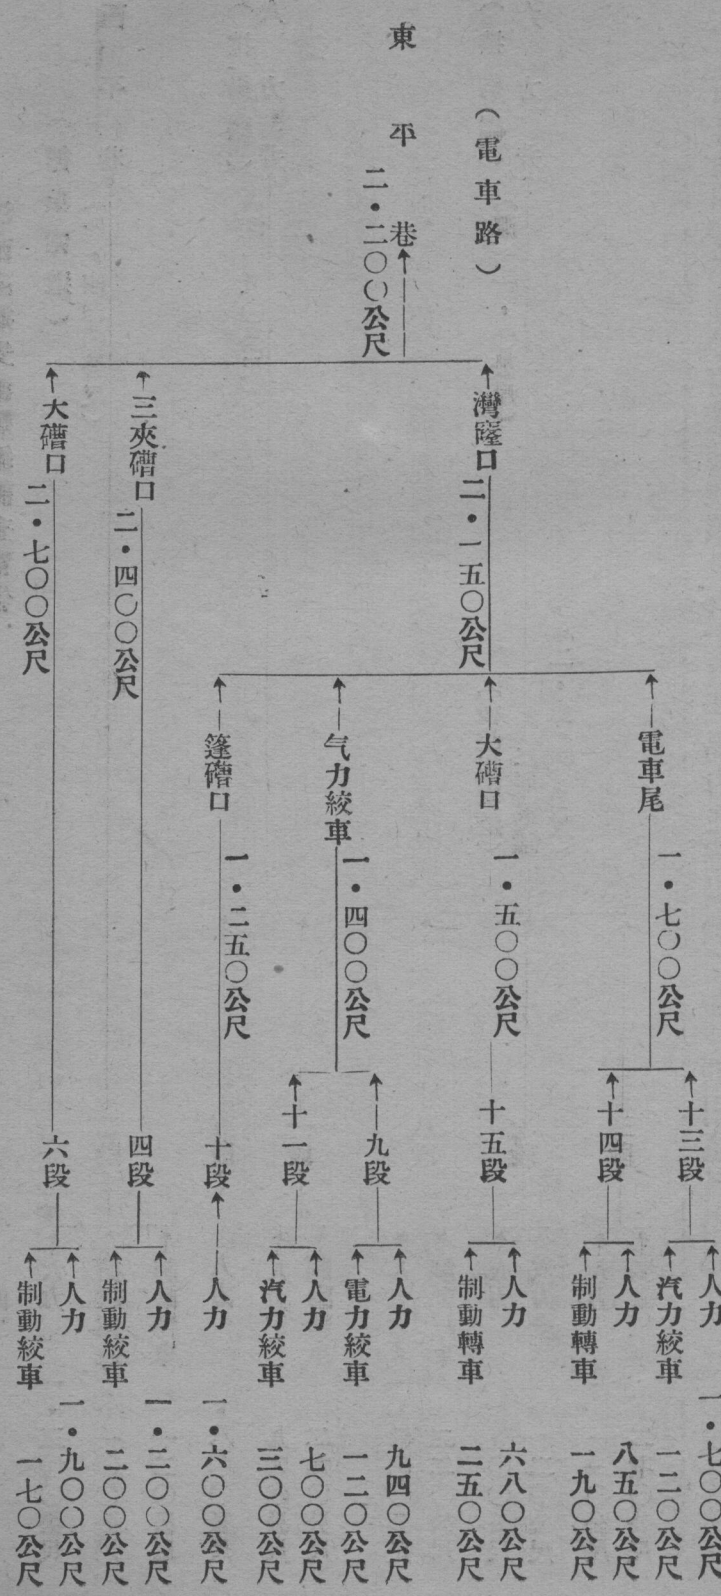 （電車路）
東平巷
二・二〇〇公尺
灣窿口
二・一五〇公尺
三夾磳口
二・四〇〇公尺
大磳口
二・七〇〇公尺
電車尾
一・七〇〇公尺
大磳口
一・五〇〇公尺
气力絞車
一・四〇〇公尺
篷磳口
一・二五〇公尺
十三段
十四段
十五段
九段
十一段
十段
四段
六段
人力 一・七〇〇公尺
汽力絞車 一二〇公尺
人力 八五〇公尺
制動轉車 一九〇公尺
人力 六八〇公尺
制動轉車 二五〇公尺
人力 九四〇公尺
電力絞車 一二〇公尺
人力 七〇〇公尺
汽力絞車 三〇〇公尺
人力 一・六〇〇公尺
人力 一・二〇〇公尺
制動絞車 二〇〇公尺
人力 一・九〇〇公尺
制動絞車 一七〇公尺